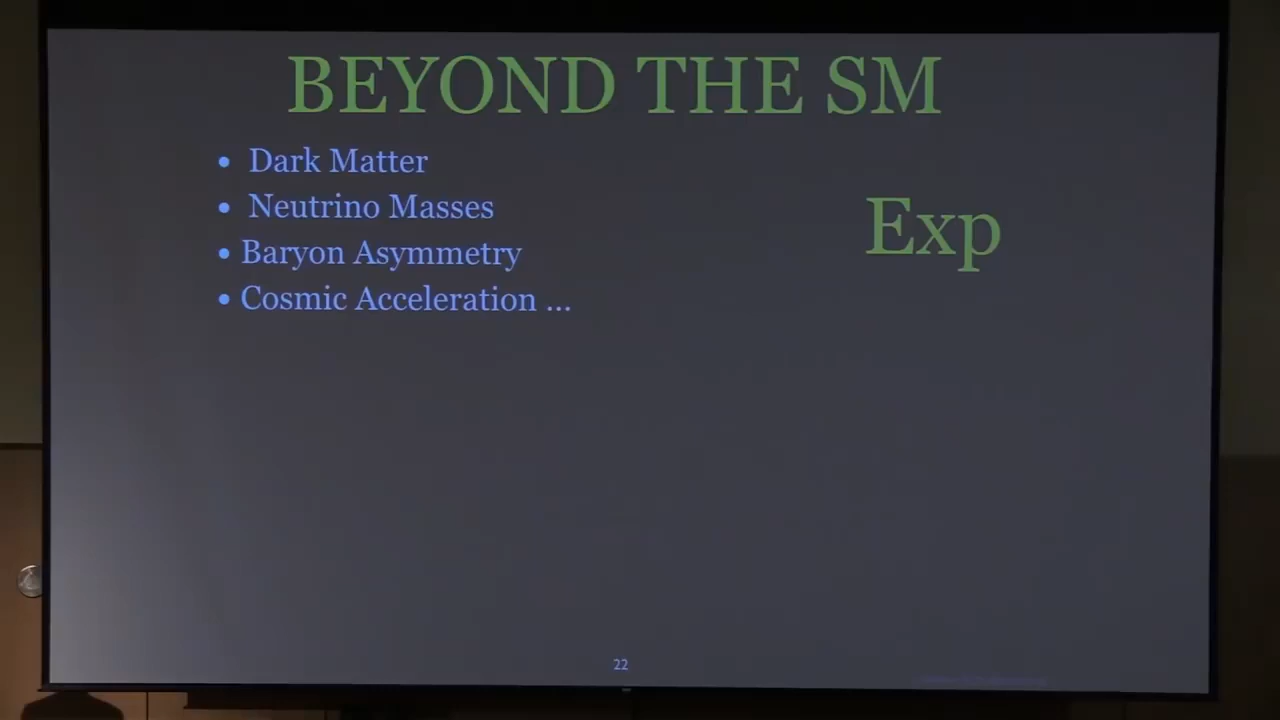 BEYOND THE SM
• Dark Matter
• Neutrino Masses
• Baryon Asymmetry
• Cosmic Acceleration ...
Exp
22